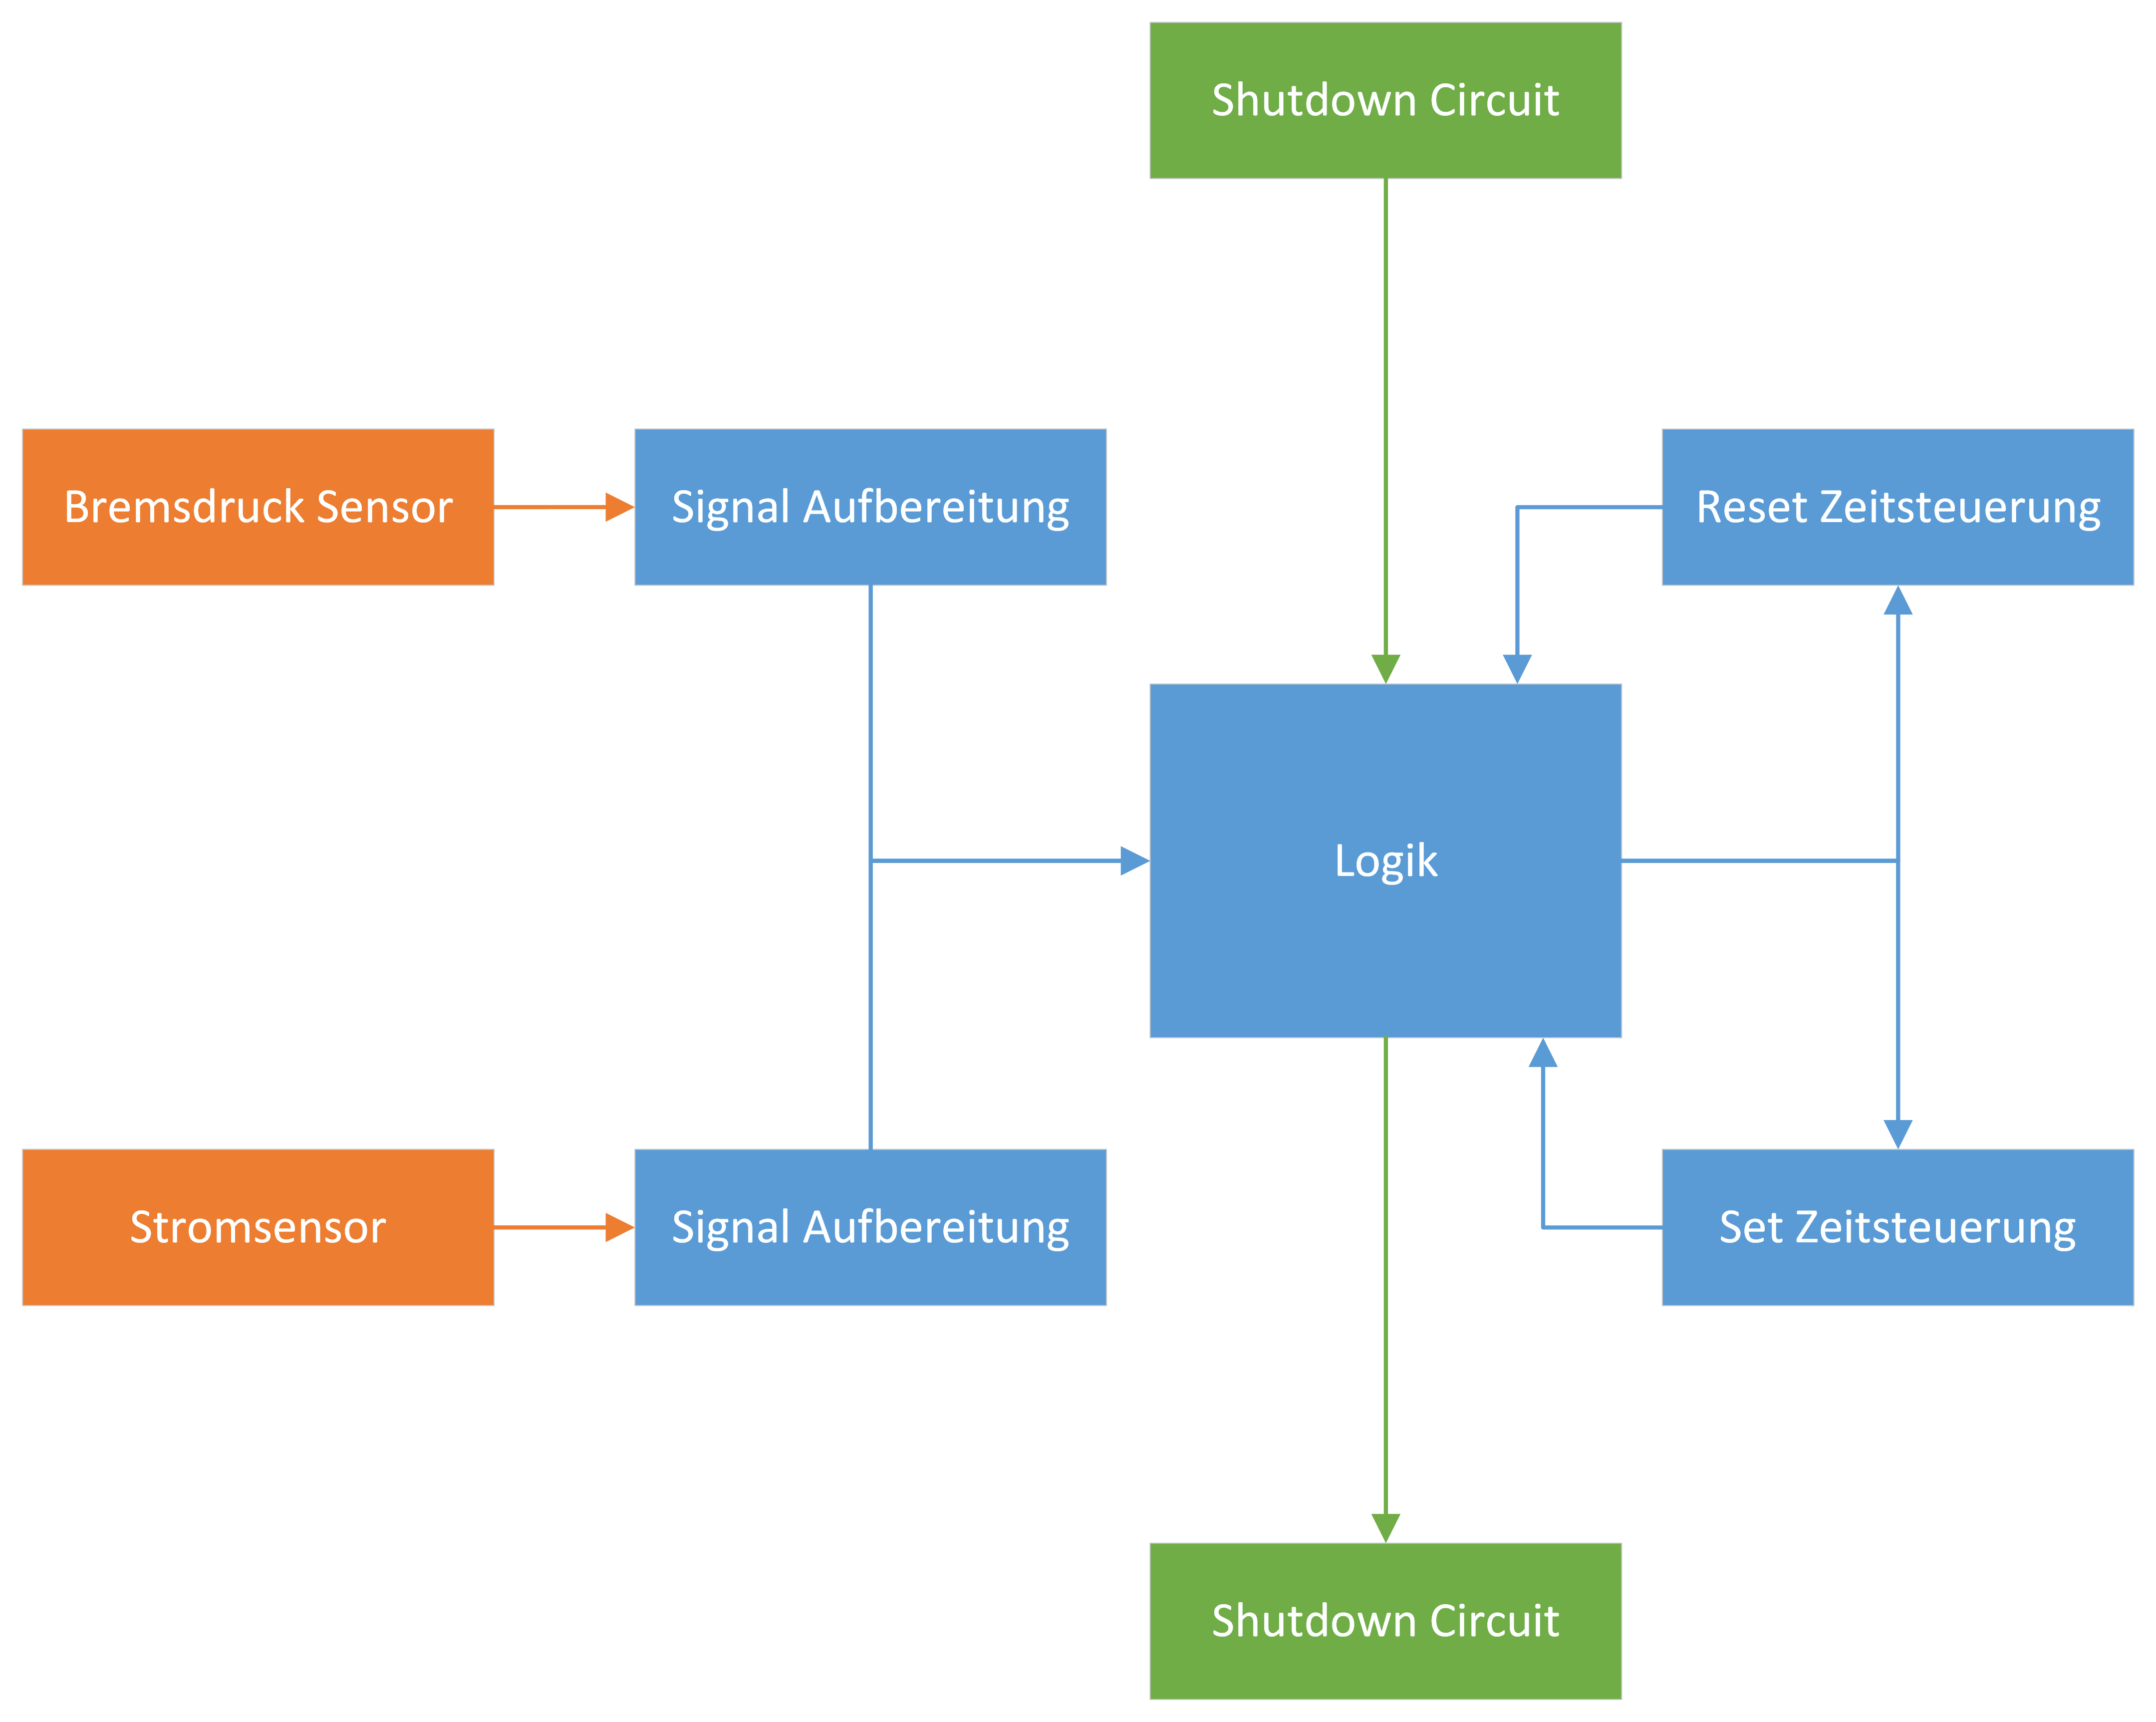 Shutdown Circuit
Bremsdruck Sensor
Signal Aufbereitung
Reset Zeitsteuerung
Logik
Stromsensor
Signal Aufbereitung
Set Zeitsteuerung
Shutdown Circuit